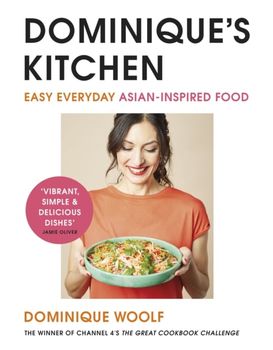 DOMINIQUE'S
KITCHEN
EASY EVERYDAY ASIAN-INSPIRED FOOD
'VIBRANT,
SIMPLE &
DELICIOUS
DISHES'
JAMIE OLIVER
DOMINIQUE WOOLF
THE WINNER OF CHANNEL 4'S THE GREAT COOKBOOK CHALLENGE